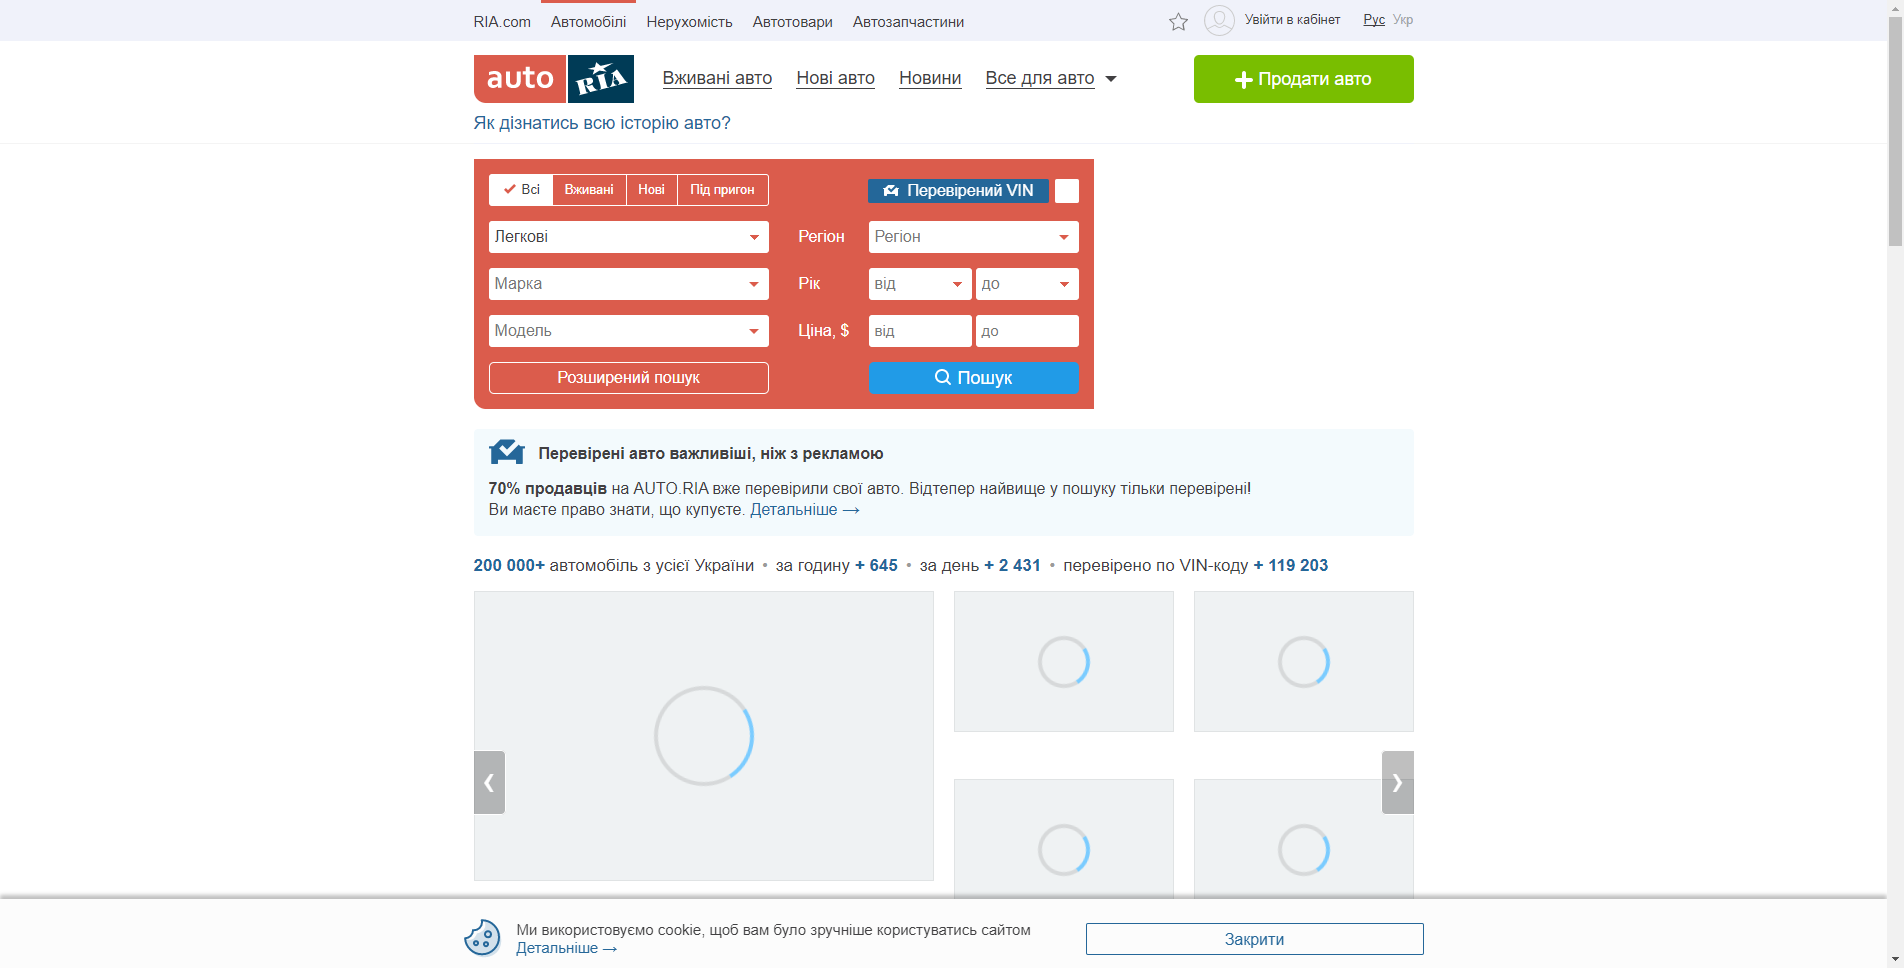 RIA.com Автомобілі Нерухомість Автотовари Автозапчастини Увійти в кабінет Рус Укр
auto RIA Вживані авто Нові авто Новини Все для авто Продати авто
Як дізнатись всю історію авто?
Всі Вживані Нові Під пригон Перевірений VIN
Легкові Регіон Регіон
Марка Рік від до
Модель Ціна, $ від до
Розширений пошук Пошук
Перевірені авто важливіші, ніж з рекламою
70% продавців на AUTO.RIA вже перевірили свої авто. Відтепер найвище у пошуку тільки перевірені!
Ви маєте право знати, що купуєте. Детальніше →
200 000+ автомобіль з усієї України • за годину + 645 • за день + 2 431 • перевірено по VIN-коду + 119 203
Ми використовуємо cookie, щоб вам було зручніше користуватись сайтом
Детальніше →
Закрити